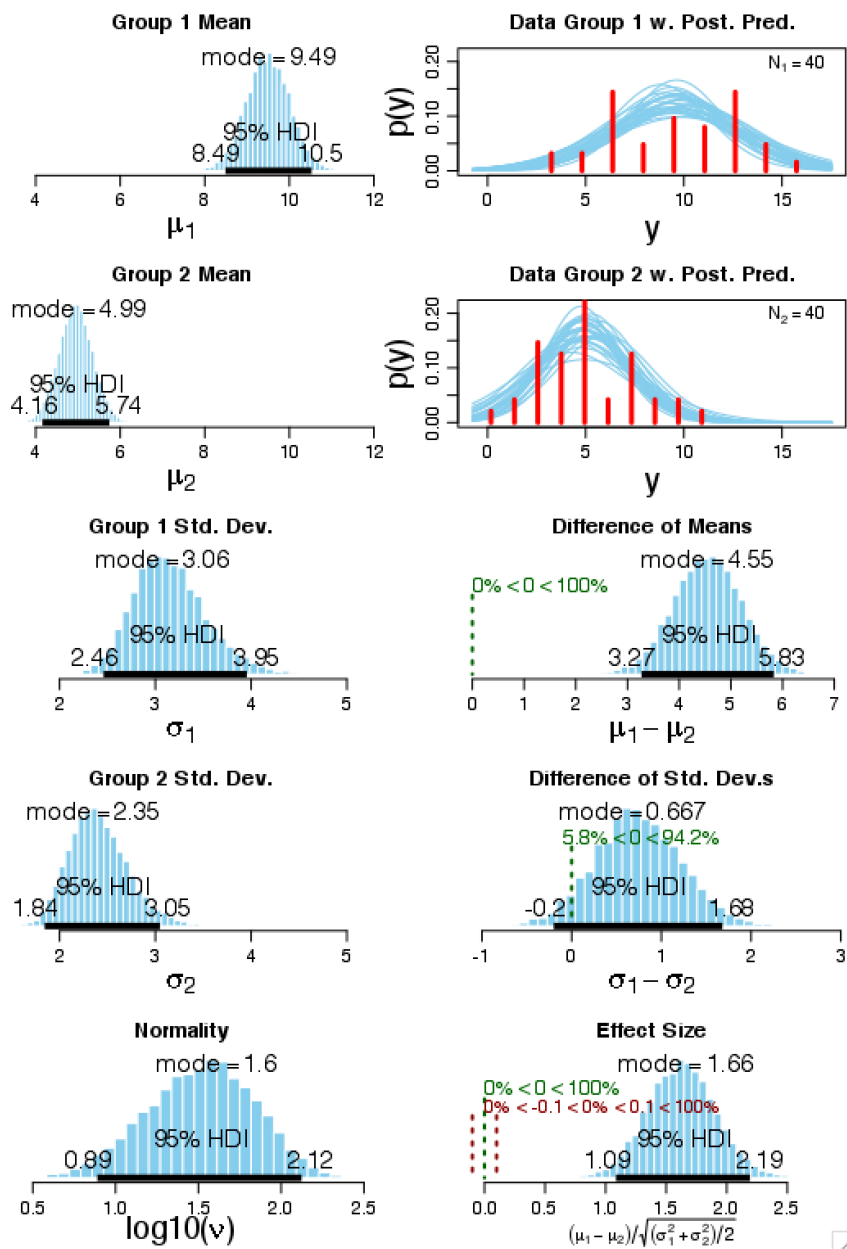 Group 1 Mean
mode = 9.49
95% HDI
8.49 10.5
4 6 8 10 12
μ1
Data Group 1 w. Post. Pred.
N1 = 40
p(y)
0.00 0.10 0.20
0 5 10 15
y
Group 2 Mean
mode = 4.99
95% HDI
4.16 5.74
4 6 8 10 12
μ2
Data Group 2 w. Post. Pred.
N2 = 40
p(y)
0.00 0.10 0.20
0 5 10 15
y
Group 1 Std. Dev.
mode = 3.06
95% HDI
2.46 3.95
2 3 4 5
σ1
Difference of Means
mode = 4.55
0% < 0 < 100%
95% HDI
3.27 5.83
0 1 2 3 4 5 6 7
μ1 − μ2
Group 2 Std. Dev.
mode = 2.35
95% HDI
1.84 3.05
2 3 4 5
σ2
Difference of Std. Dev.s
mode = 0.667
5.8% < 0 < 94.2%
95% HDI
-0.2 1.68
-1 0 1 2 3
σ1 − σ2
Normality
mode = 1.6
95% HDI
0.89 2.12
0.5 1.0 1.5 2.0 2.5
log10(ν)
Effect Size
mode = 1.66
0% < 0 < 100%
0% < -0.1 < 0% < 0.1 < 100%
95% HDI
1.09 2.19
0.0 0.5 1.0 1.5 2.0 2.5
(μ1 − μ2)/√(σ1² + σ2²)/2